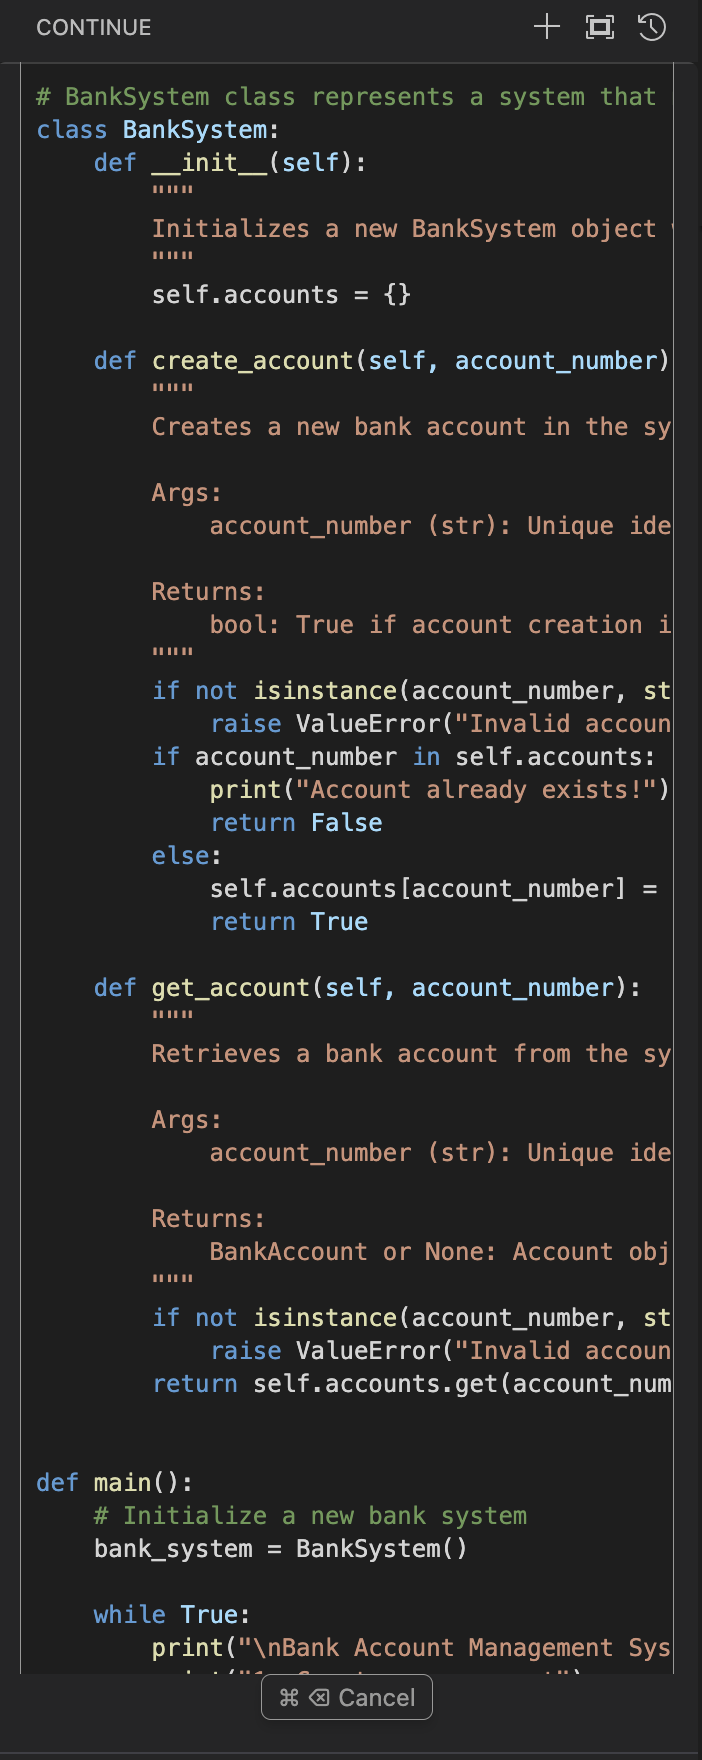 CONTINUE
# BankSystem class represents a system that
class BankSystem:
    def __init__(self):
        """
        Initializes a new BankSystem object
        """
        self.accounts = {}
    def create_account(self, account_number)
        """
        Creates a new bank account in the sy
        Args:
            account_number (str): Unique ide
        Returns:
            bool: True if account creation i
        """
        if not isinstance(account_number, st
            raise ValueError("Invalid accoun
        if account_number in self.accounts:
            print("Account already exists!")
            return False
        else:
            self.accounts[account_number] =
            return True
    def get_account(self, account_number):
        """
        Retrieves a bank account from the sy
        Args:
            account_number (str): Unique ide
        Returns:
            BankAccount or None: Account obj
        """
        if not isinstance(account_number, st
            raise ValueError("Invalid accoun
        return self.accounts.get(account_num
def main():
    # Initialize a new bank system
    bank_system = BankSystem()
    while True:
        print("\nBank Account Management Sys
⌘ ⌫ Cancel